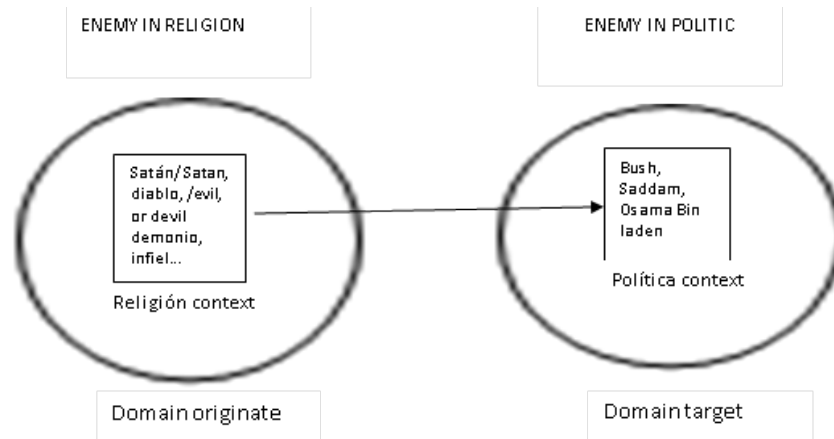 ENEMY IN RELIGION
ENEMY IN POLITIC
Satán/Satan,
diablo, /evil,
or devil
demonio,
infiel...
Religión context
Bush,
Saddam,
Osama Bin
laden
Política context
Domain originate
Domain target